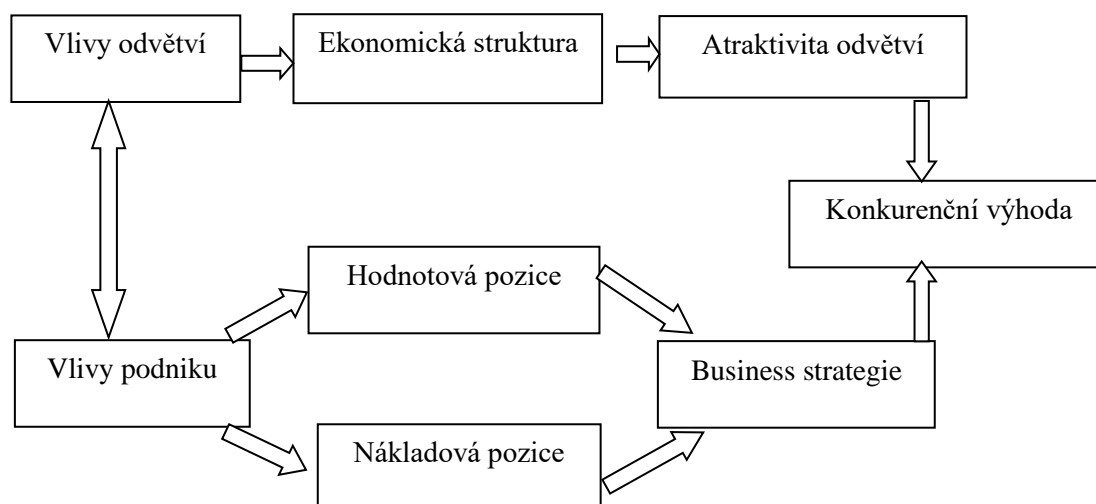 Vlivy odvětví
Ekonomická struktura
Atraktivita odvětví
Konkurenční výhoda
Hodnotová pozice
Vlivy podniku
Business strategie
Nákladová pozice